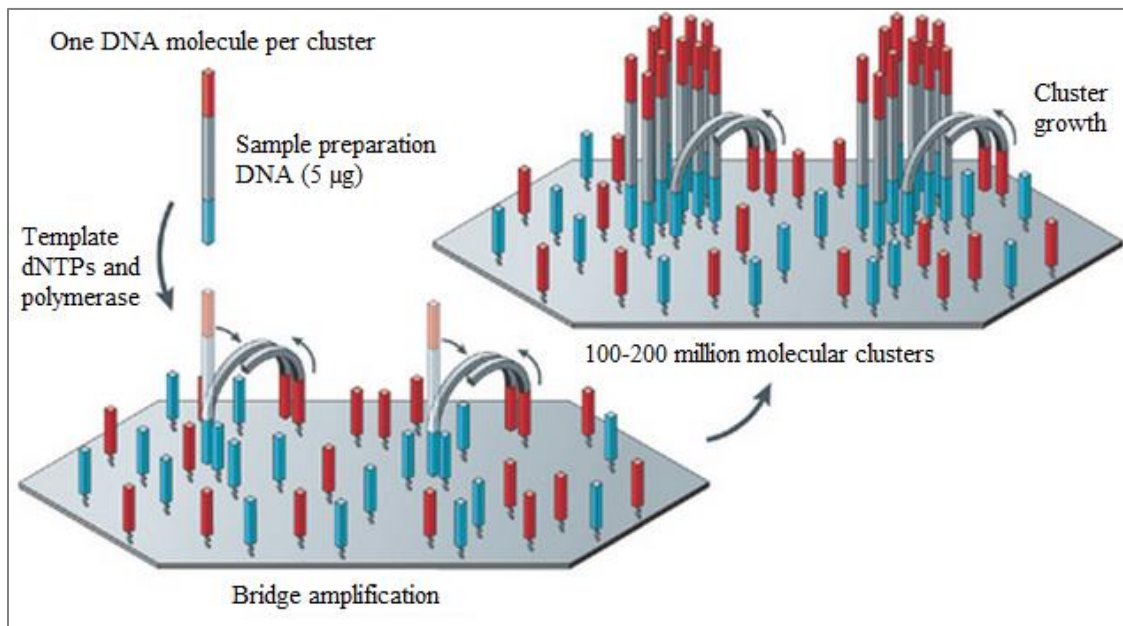 One DNA molecule per cluster
Sample preparation
DNA (5 μg)
Template
dNTPs and
polymerase
Bridge amplification
Cluster
growth
100-200 million molecular clusters